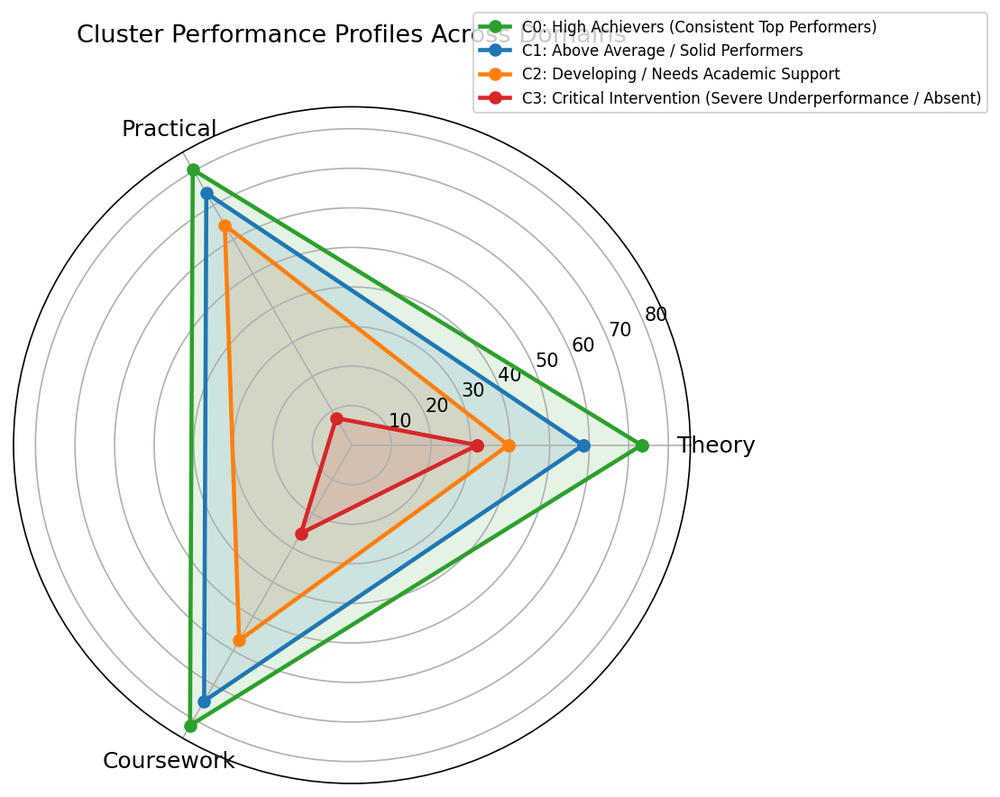 Cluster Performance Profiles Across Domains
C0: High Achievers (Consistent Top Performers)
C1: Above Average / Solid Performers
C2: Developing / Needs Academic Support
C3: Critical Intervention (Severe Underperformance / Absent)
Practical
80
70
60
50
40
30
20
10
Theory
Coursework